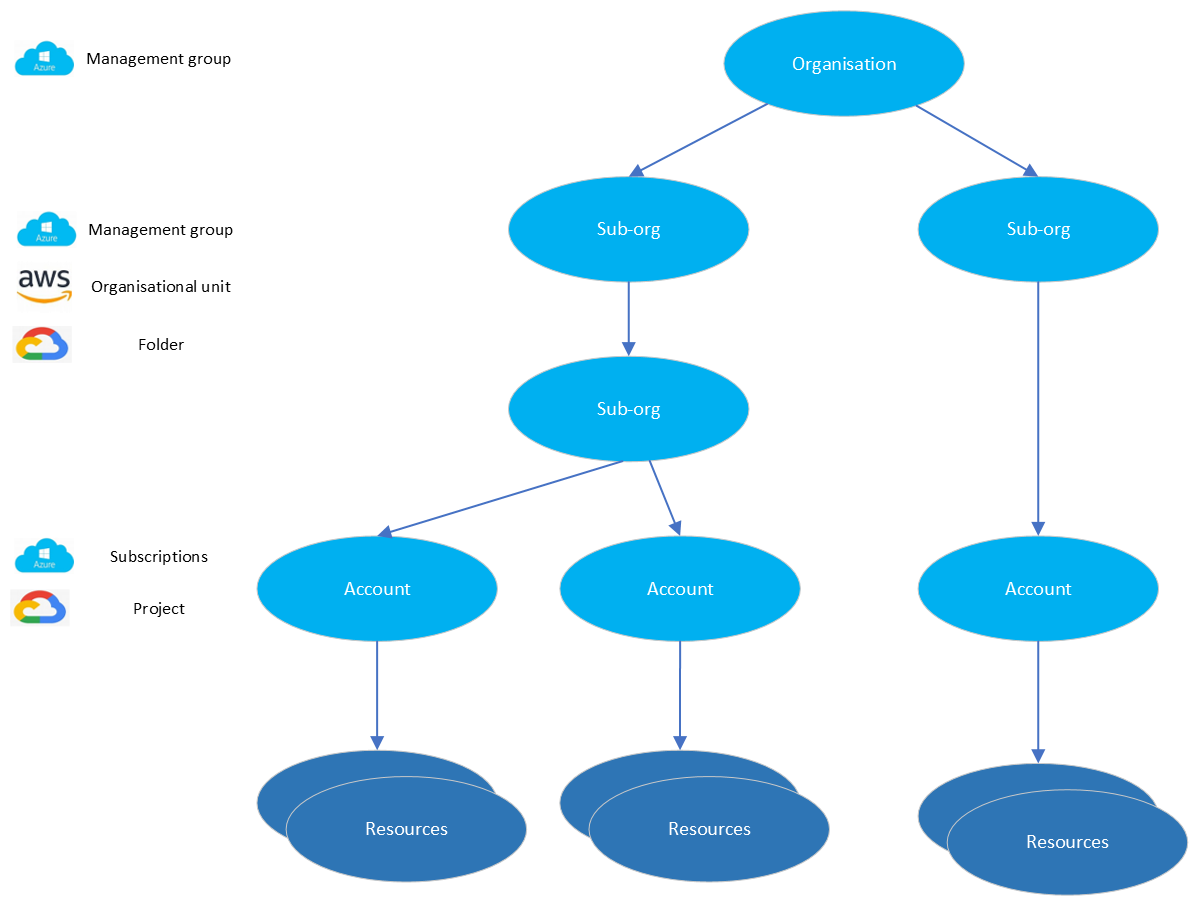 Azure
Management group
Organisation
Azure
Management group
Sub-org
Sub-org
aws
Organisational unit
Folder
Sub-org
Azure
Subscriptions
Project
Account
Account
Account
Resources
Resources
Resources